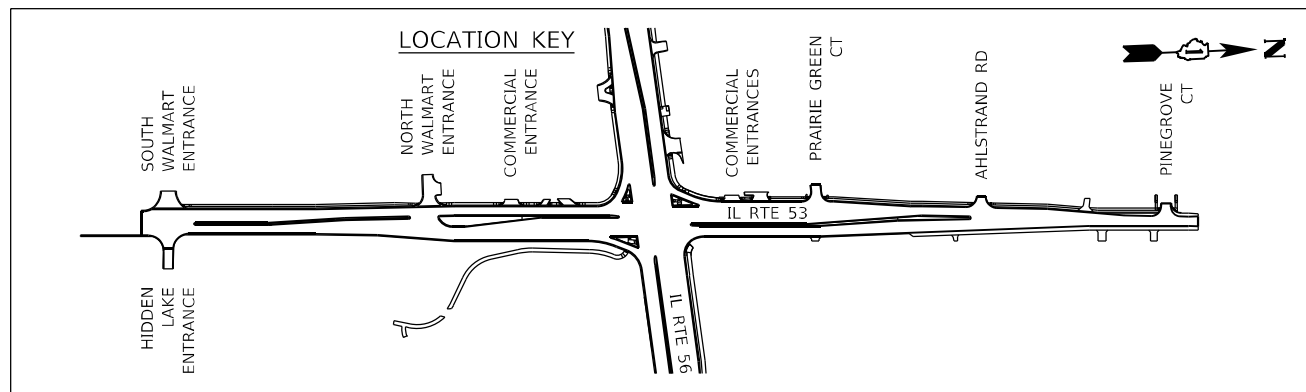 LOCATION KEY
SOUTH
WALMART
ENTRANCE
NORTH
WALMART
ENTRANCE
COMMERCIAL
ENTRANCE
COMMERCIAL
ENTRANCES
PRAIRIE GREEN
CT
AHLSTRAND RD
PINEGROVE
CT
N
IL RTE 53
HIDDEN
LAKE
ENTRANCE
IL RTE 56